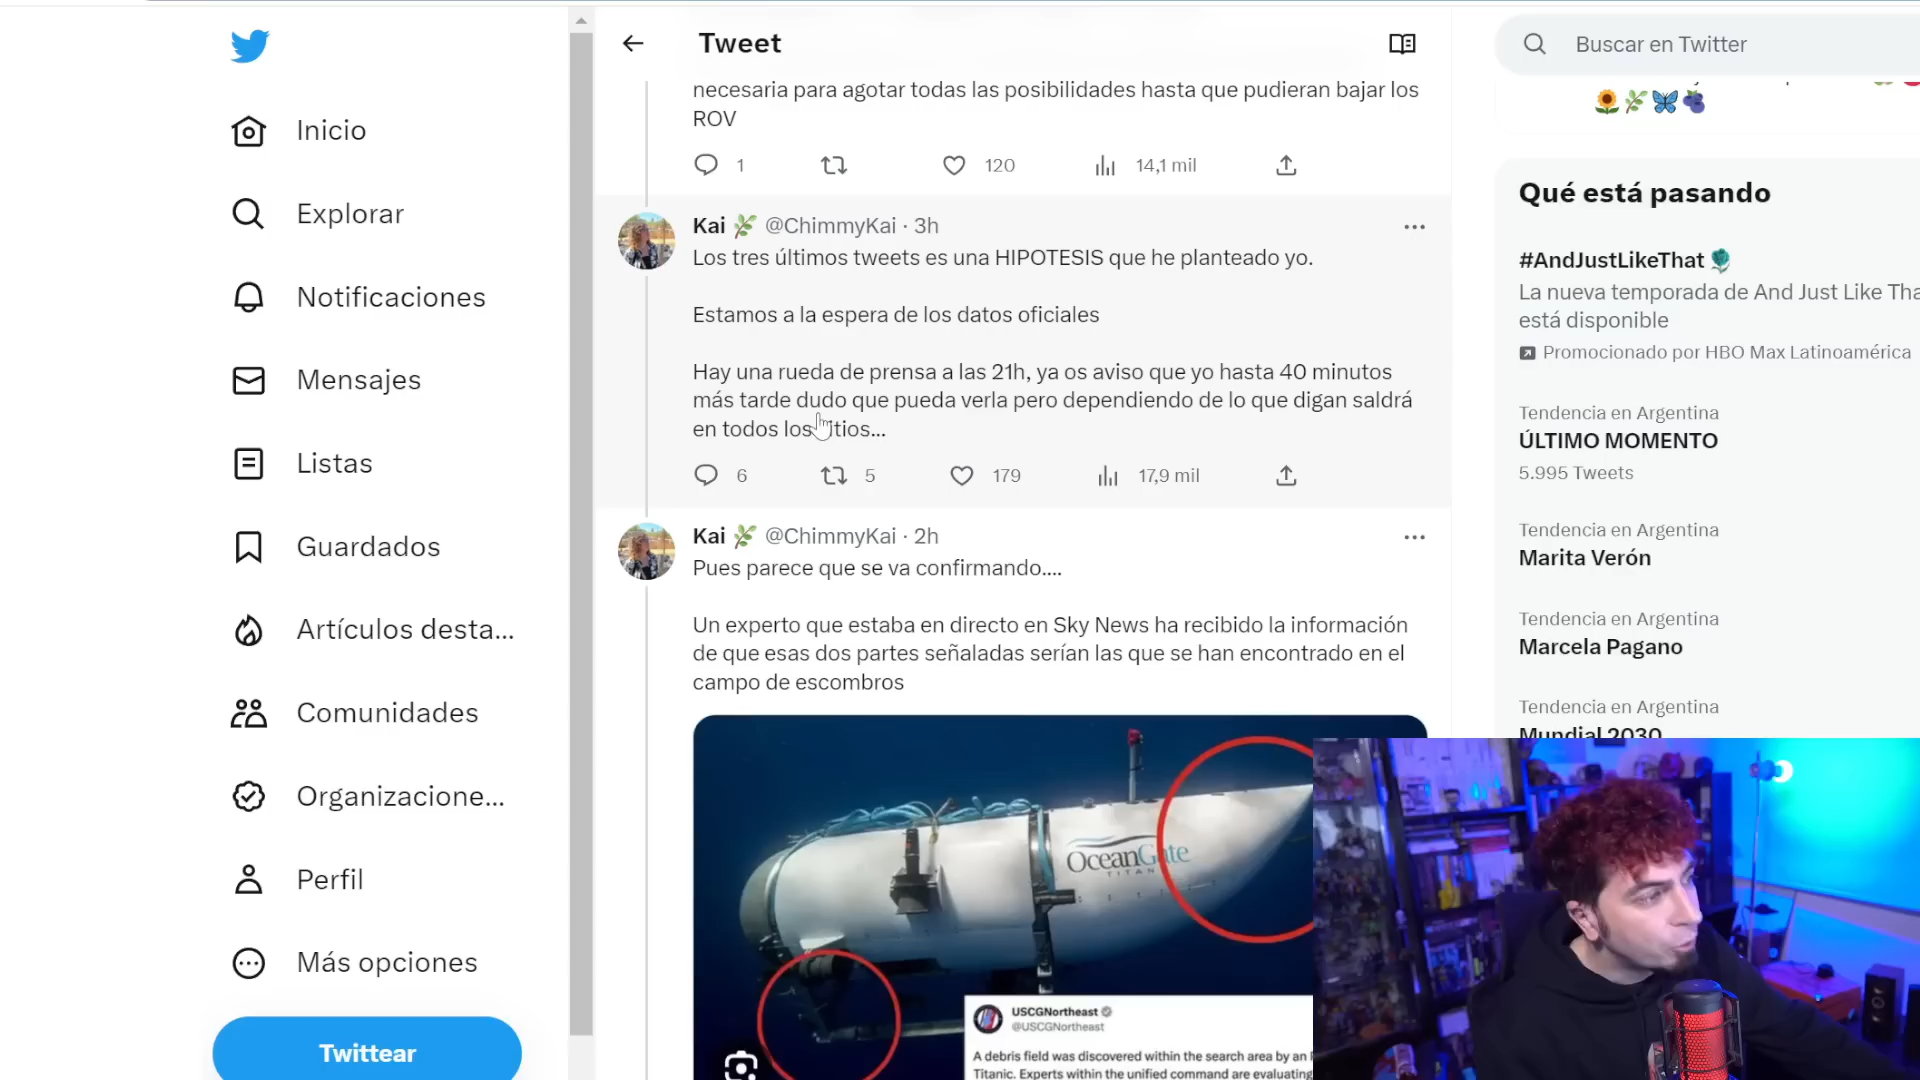 Tweet
Buscar en Twitter
necesaria para agotar todas las posibilidades hasta que pudieran bajar los
ROV
1
120
14,1 mil
Inicio
Explorar
Notificaciones
Mensajes
Listas
Guardados
Artículos desta...
Comunidades
Organizacione...
Perfil
Más opciones
Twittear
Kai @ChimmyKai · 3h
Los tres últimos tweets es una HIPOTESIS que he planteado yo.
Estamos a la espera de los datos oficiales
Hay una rueda de prensa a las 21h, ya os aviso que yo hasta 40 minutos
más tarde dudo que pueda verla pero dependiendo de lo que digan saldrá
en todos los itios...
6
5
179
17,9 mil
Kai @ChimmyKai · 2h
Pues parece que se va confirmando....
Un experto que estaba en directo en Sky News ha recibido la información
de que esas dos partes señaladas serían las que se han encontrado en el
campo de escombros
OceanGate
TITAN
USCGNortheast
@USCGNortheast
A debris field was discovered within the search area by an
Titanic. Experts within the unified command are evaluating
Qué está pasando
#AndJustLikeThat
La nueva temporada de And Just Like Tha
está disponible
Promocionado por HBO Max Latinoamérica
Tendencia en Argentina
ÚLTIMO MOMENTO
5.995 Tweets
Tendencia en Argentina
Marita Verón
Tendencia en Argentina
Marcela Pagano
Tendencia en Argentina
Mundial 2030